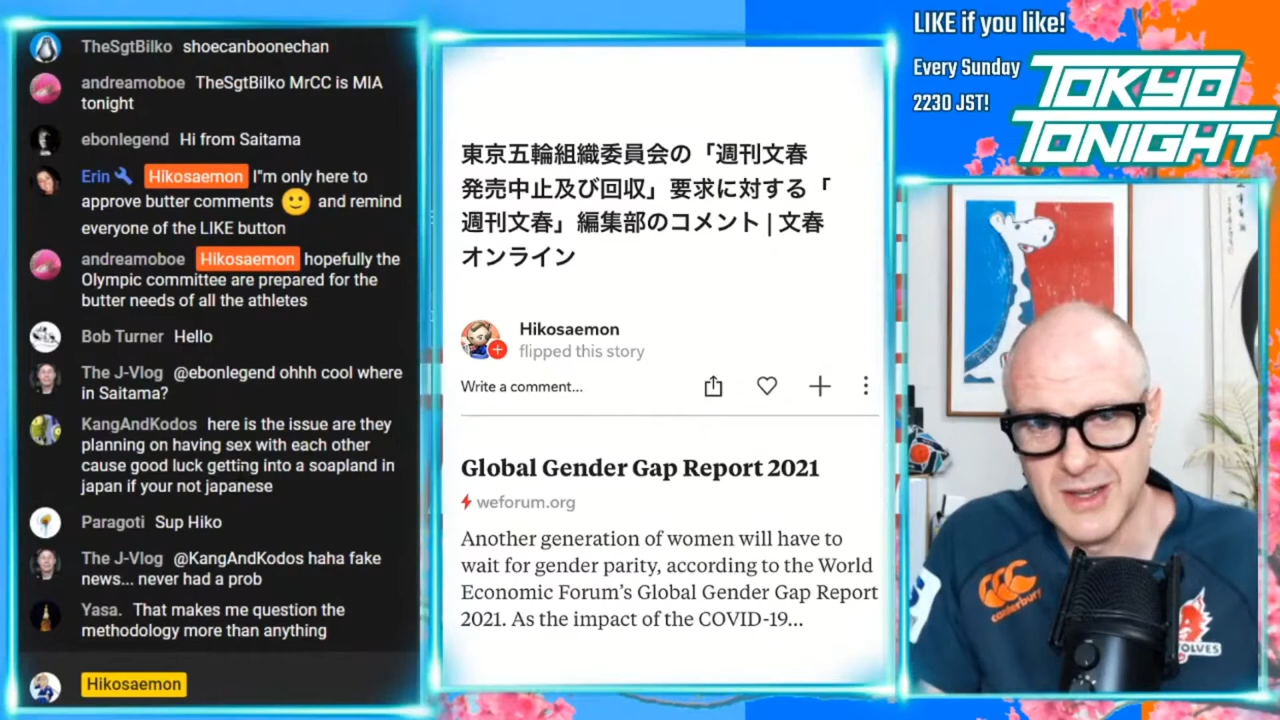 TheSgtBilko shoecanboonechan
andreamoboe TheSgtBilko MrCC is MIA
tonight
ebonlegend Hi from Saitama
Erin Hikosaemon I"m only here to
approve butter comments 🙂 and remind
everyone of the LIKE button
andreamoboe Hikosaemon hopefully the
Olympic committee are prepared for the
butter needs of all the athletes
Bob Turner Hello
The J-Vlog @ebonlegend ohhh cool where
in Saitama?
KangAndKodos here is the issue are they
planning on having sex with each other
cause good luck getting into a soapland in
japan if your not japanese
Paragoti Sup Hiko
The J-Vlog @KangAndKodos haha fake
news... never had a prob
Yasa. That makes me question the
methodology more than anything
Hikosaemon
東京五輪組織委員会の「週刊文春
発売中止及び回収」要求に対する「
週刊文春」編集部のコメント | 文春
オンライン
Hikosaemon
flipped this story
Write a comment...
Global Gender Gap Report 2021
weforum.org
Another generation of women will have to
wait for gender parity, according to the World
Economic Forum's Global Gender Gap Report
2021. As the impact of the COVID-19...
LIKE if you like!
Every Sunday
2230 JST!
TOKYO
TONIGHT
canterbury